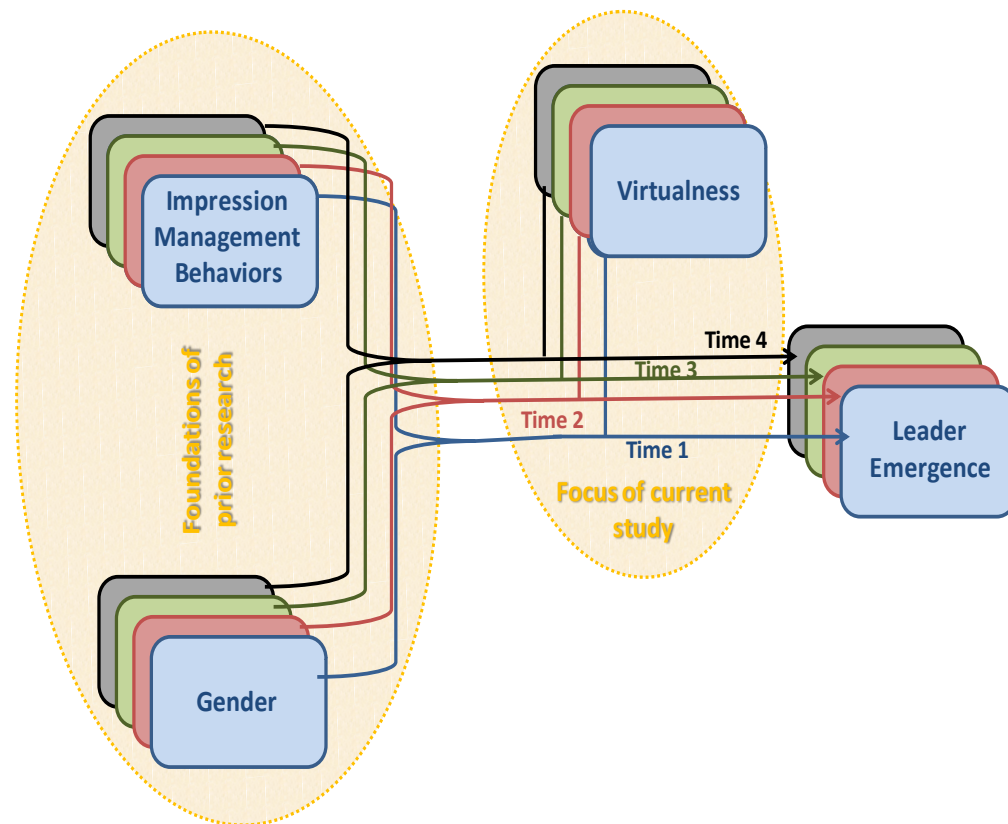 Impression
Management
Behaviors
Virtualness
Foundations of
prior research
Time 4
Time 3
Time 2
Time 1
Leader
Emergence
Focus of current
study
Gender